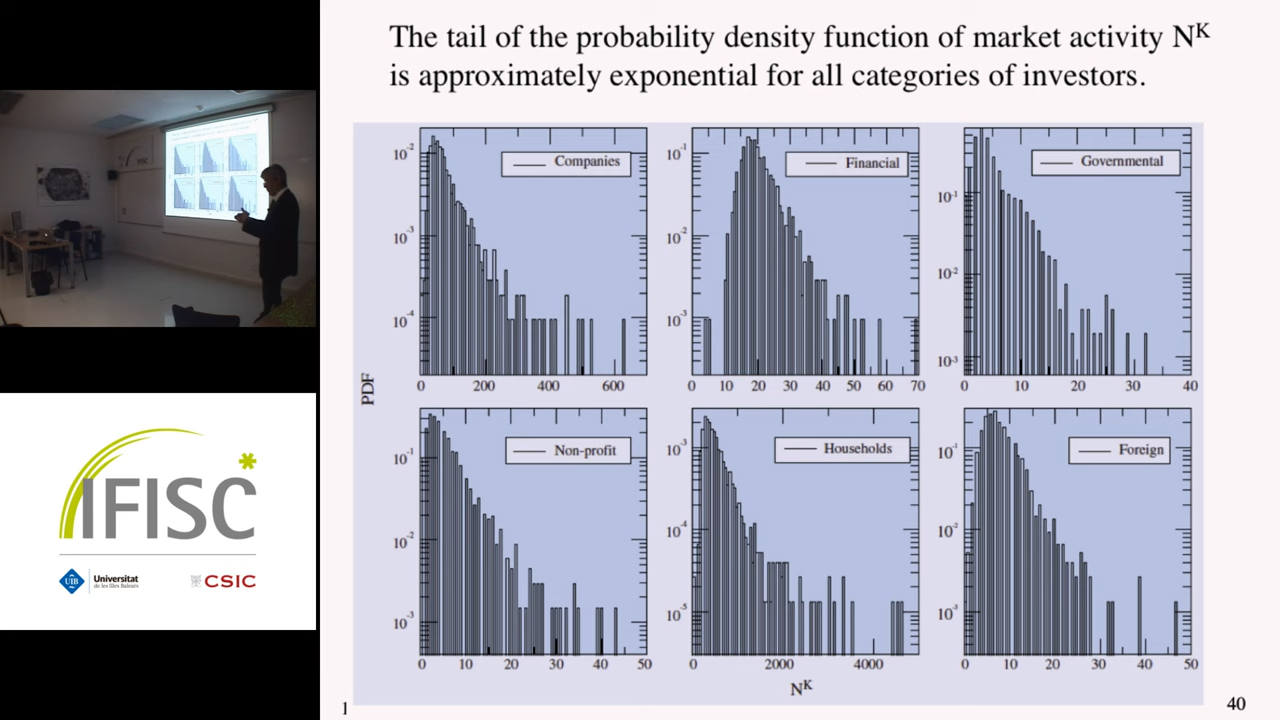 The tail of the probability density function of market activity N^K
is approximately exponential for all categories of investors.
PDF
Companies
10^-2
10^-3
10^-4
0 200 400 600
Financial
10^-1
10^-2
10^-3
0 10 20 30 40 50 60 70
Governmental
10^-1
10^-2
10^-3
0 10 20 30 40
Non-profit
10^-1
10^-2
10^-3
0 10 20 30 40 50
Households
10^-3
10^-4
10^-5
0 2000 4000
Foreign
10^-1
10^-2
10^-3
0 10 20 30 40 50
N^K
40
IFISC*
UIB
Universitat
de les Illes Balears
CSIC